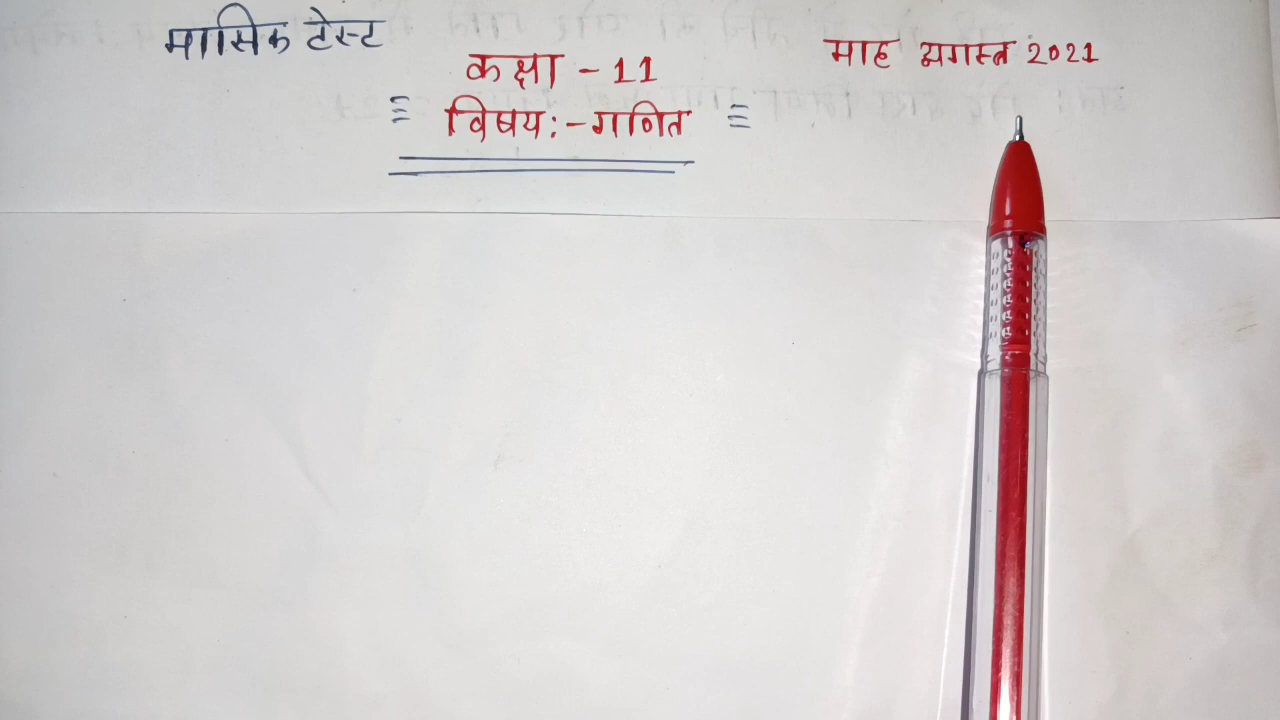 मासिक टेस्ट
माह अगस्त 2021
कक्षा - 11
विषय:- गणित